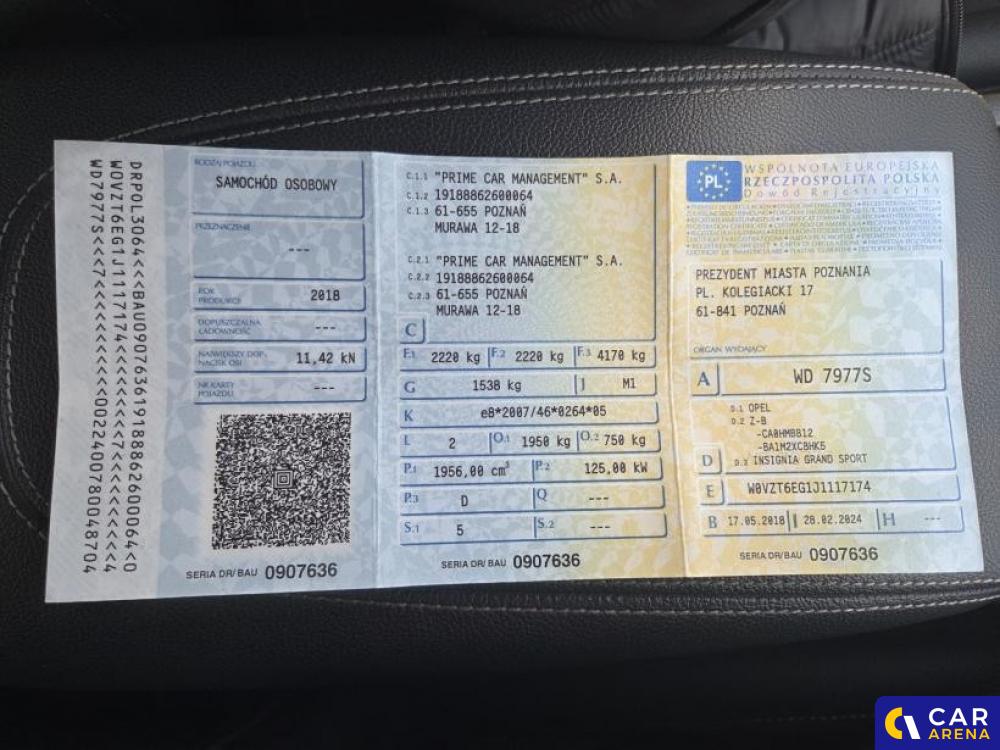 DRPOL3064<<BAU09076361918886260006 4<0
W0VZT6EG1J1117174<<<<<<<7<<<<<<<<<<4
WD7977S<<7<<<<<<<<<<<<<0022400780048704
RODZAJ POJAZDU
SAMOCHÓD OSOBOWY
PRZEZNACZENIE
---
ROK PRODUKCJI
2018
DOPUSZCZALNA ŁADOWNOŚĆ
---
NAJWIĘKSZY DOP. NACISK OSI
11,42 kN
NR KARTY POJAZDU
---
SERIA DR/BAU 0907636
C.1.1 "PRIME CAR MANAGEMENT" S.A.
C.1.2 19188862600064
C.1.3 61-655 POZNAŃ
MURAWA 12-18
C.2.1 "PRIME CAR MANAGEMENT" S.A.
C.2.2 19188862600064
C.2.3 61-655 POZNAŃ
MURAWA 12-18
C
F.1 2220 kg F.2 2220 kg F.3 4170 kg
G 1538 kg J M1
K e8*2007/46*0264*05
L 2 O.1 1950 kg O.2 750 kg
P.1 1956,00 cm³ P.2 125,00 kW
P.3 D Q ---
S.1 5 S.2 ---
SERIA DR/BAU 0907636
PL
WSPÓLNOTA EUROPEJSKA
RZECZPOSPOLITA POLSKA
Dowód Rejestracyjny
PREZYDENT MIASTA POZNANIA
PL. KOLEGIACKI 17
61-841 POZNAŃ
ORGAN WYDAJĄCY
A WD 7977S
D.1 OPEL
D.2 Z-B
-CA0HMBB12
-BA1M2XCBHK5
D D.3 INSIGNIA GRAND SPORT
E W0VZT6EG1J1117174
B 17.05.2018 I 28.02.2024 H ---
SERIA DR/BAU 0907636
CAR
ARENA